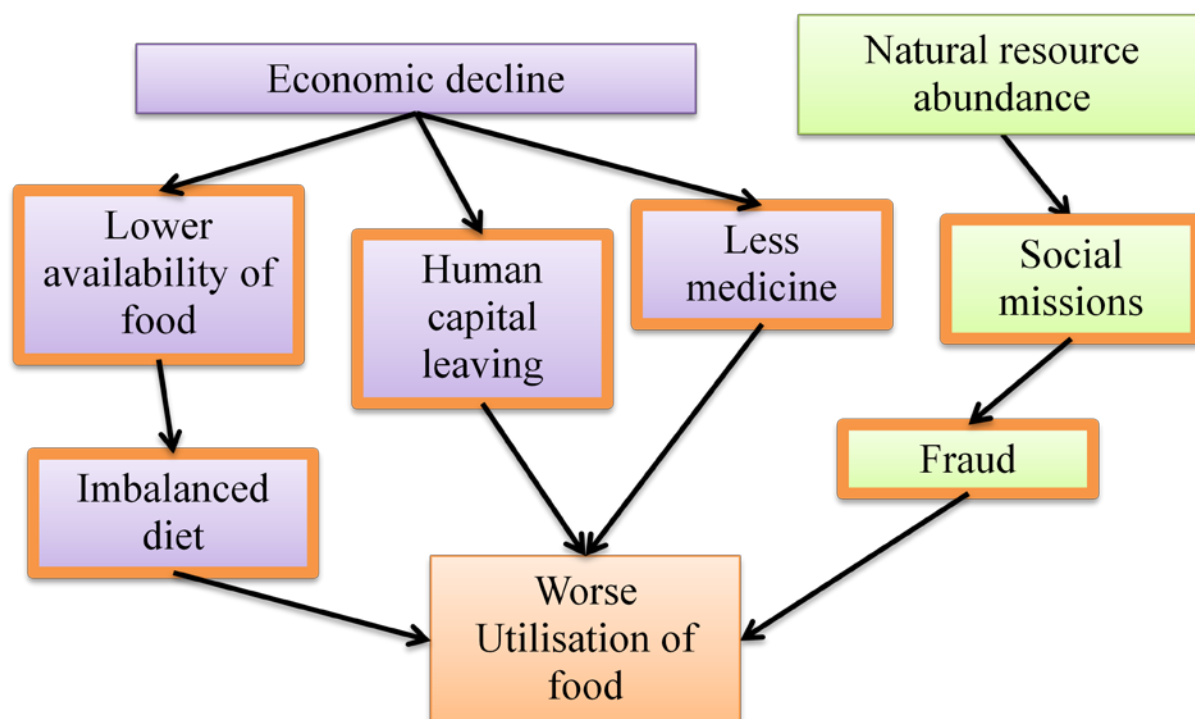 Economic decline
Natural resource
abundance
Lower
availability of
food
Human
capital
leaving
Less
medicine
Social
missions
Imbalanced
diet
Fraud
Worse
Utilisation of
food